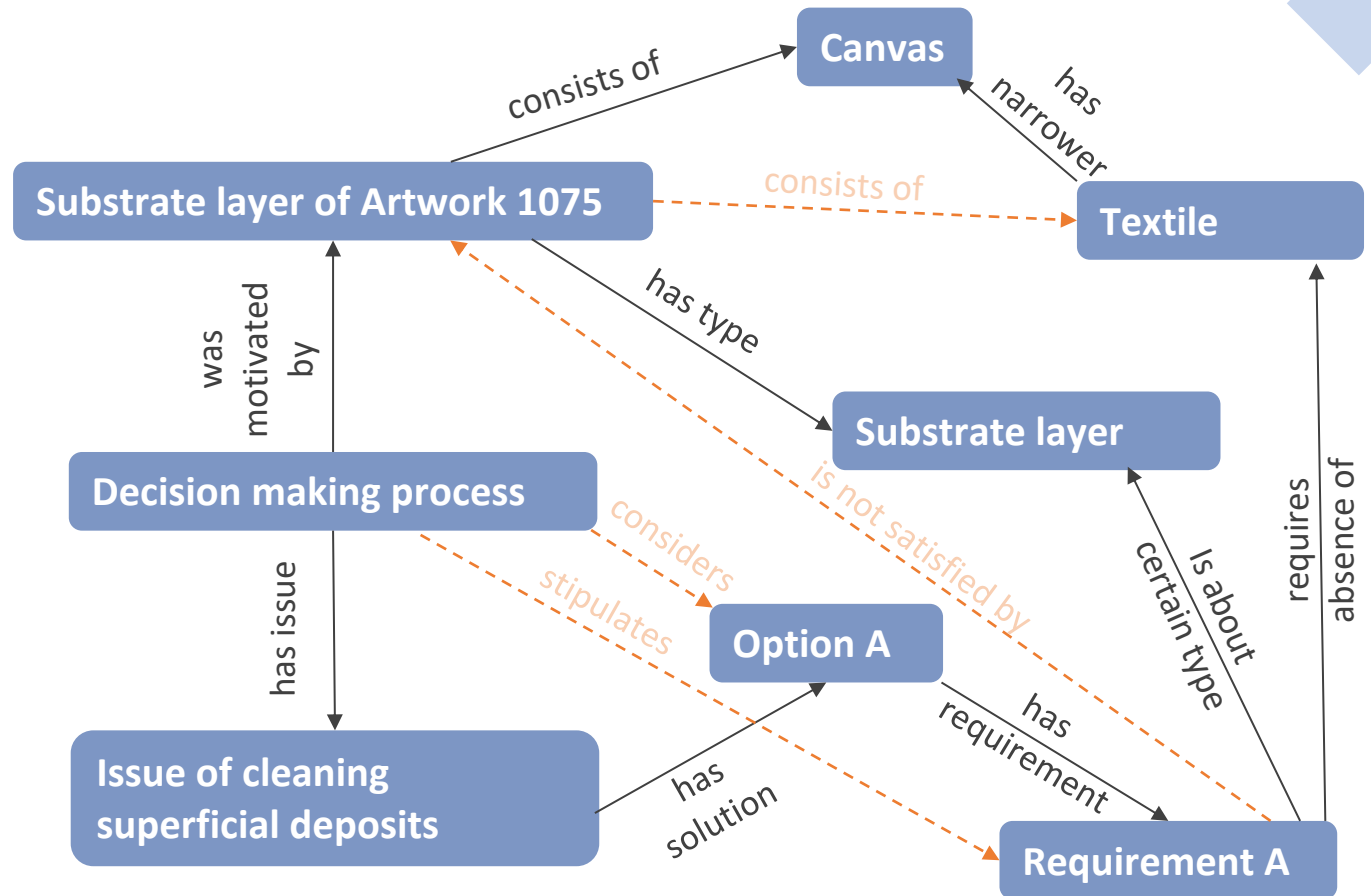 Canvas
consists of
has
narrower
Substrate layer of Artwork 1075
consists of
Textile
was
motivated
by
has type
Substrate layer
is not satisfied by
requires
absence of
Is about
certain type
Decision making process
considers
stipulates
has issue
Option A
has
requirement
Issue of cleaning
superficial deposits
has
solution
Requirement A